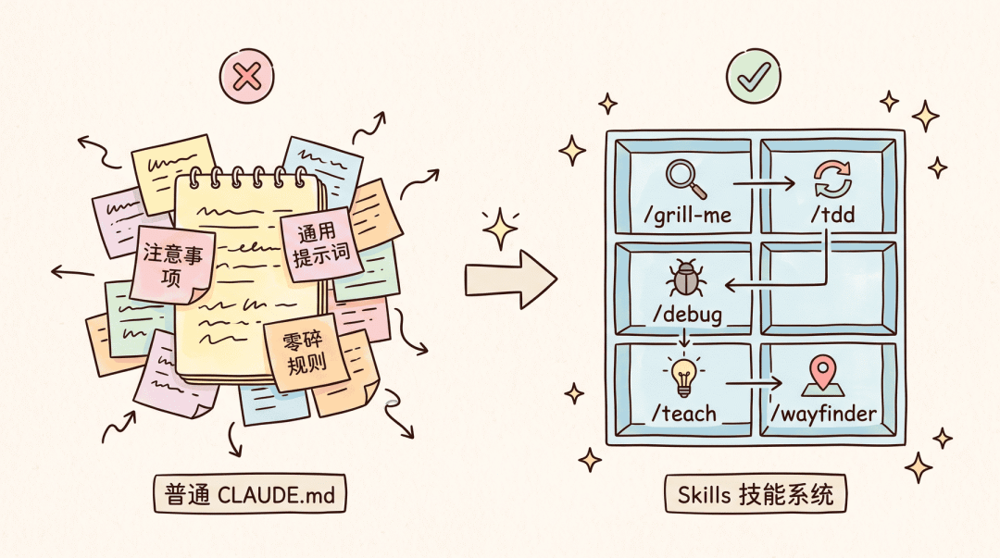 注意事
项
通用
提示词
零碎
规则
普通 CLAUDE.md
/grill-me
/tdd
/debug
/teach
/wayfinder
Skills 技能系统